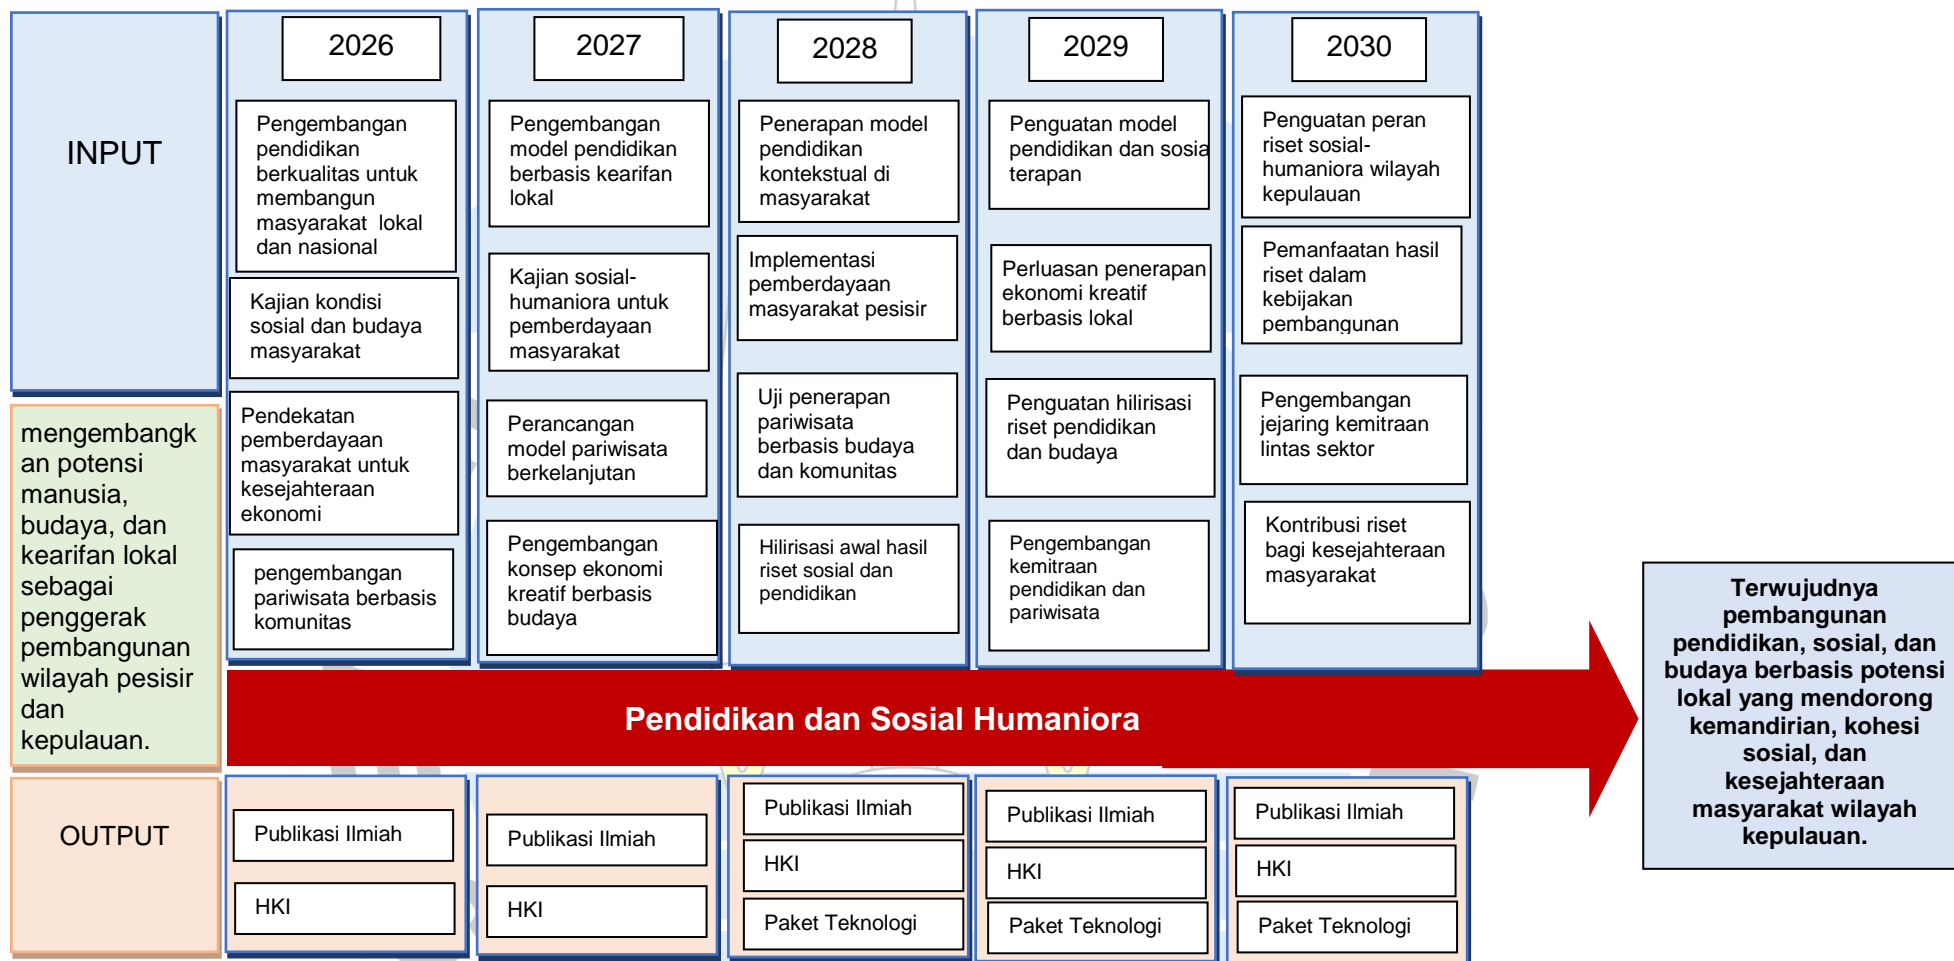 INPUT
mengembangk
an potensi
manusia,
budaya, dan
kearifan lokal
sebagai
penggerak
pembangunan
wilayah pesisir
dan
kepulauan.
OUTPUT
2026
Pengembangan
pendidikan
berkualitas untuk
membangun
masyarakat lokal
dan nasional
Kajian kondisi
sosial dan budaya
masyarakat
Pendekatan
pemberdayaan
masyarakat untuk
kesejahteraan
ekonomi
pengembangan
pariwisata berbasis
komunitas
2027
Pengembangan
model pendidikan
berbasis kearifan
lokal
Kajian sosial-
humaniora untuk
pemberdayaan
masyarakat
Perancangan
model pariwisata
berkelanjutan
Pengembangan
konsep ekonomi
kreatif berbasis
budaya
2028
Penerapan model
pendidikan
kontekstual di
masyarakat
Implementasi
pemberdayaan
masyarakat pesisir
Uji penerapan
pariwisata
berbasis budaya
dan komunitas
Hilirisasi awal hasil
riset sosial dan
pendidikan
2029
Penguatan model
pendidikan dan sosia
terapan
Perluasan penerapan
ekonomi kreatif
berbasis lokal
Penguatan hilirisasi
riset pendidikan
dan budaya
Pengembangan
kemitraan
pendidikan dan
pariwisata
2030
Penguatan peran
riset sosial-
humaniora wilayah
kepulauan
Pemanfaatan hasil
riset dalam
kebijakan
pembangunan
Pengembangan
jejaring kemitraan
lintas sektor
Kontribusi riset
bagi kesejahteraan
masyarakat
Pendidikan dan Sosial Humaniora
Publikasi Ilmiah
HKI
Publikasi Ilmiah
HKI
Publikasi Ilmiah
HKI
Paket Teknologi
Publikasi Ilmiah
HKI
Paket Teknologi
Publikasi Ilmiah
HKI
Paket Teknologi
Terwujudnya
pembangunan
pendidikan, sosial, dan
budaya berbasis potensi
lokal yang mendorong
kemandirian, kohesi
sosial, dan
kesejahteraan
masyarakat wilayah
kepulauan.